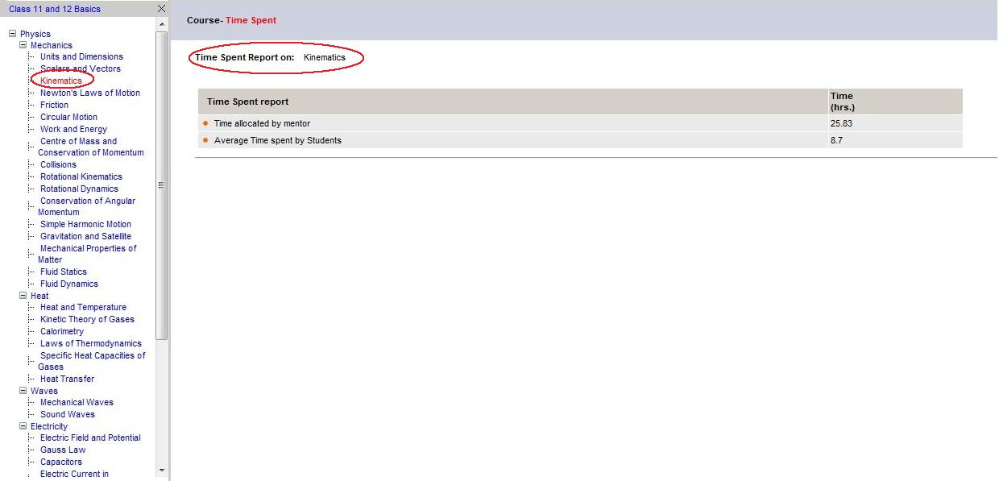 Class 11 and 12 Basics
Physics
Mechanics
Units and Dimensions
Scalars and Vectors
Kinematics
Newton's Laws of Motion
Friction
Circular Motion
Work and Energy
Centre of Mass and
Conservation of Momentum
Collisions
Rotational Kinematics
Rotational Dynamics
Conservation of Angular
Momentum
Simple Harmonic Motion
Gravitation and Satellite
Mechanical Properties of
Matter
Fluid Statics
Fluid Dynamics
Heat
Heat and Temperature
Kinetic Theory of Gases
Calorimetry
Laws of Thermodynamics
Specific Heat Capacities of
Gases
Heat Transfer
Waves
Mechanical Waves
Sound Waves
Electricity
Electric Field and Potential
Gauss Law
Capacitors
Electric Current in
Course- Time Spent
Time Spent Report on: Kinematics
Time Spent report Time
(hrs.)
Time allocated by mentor 25.83
Average Time spent by Students 8.7